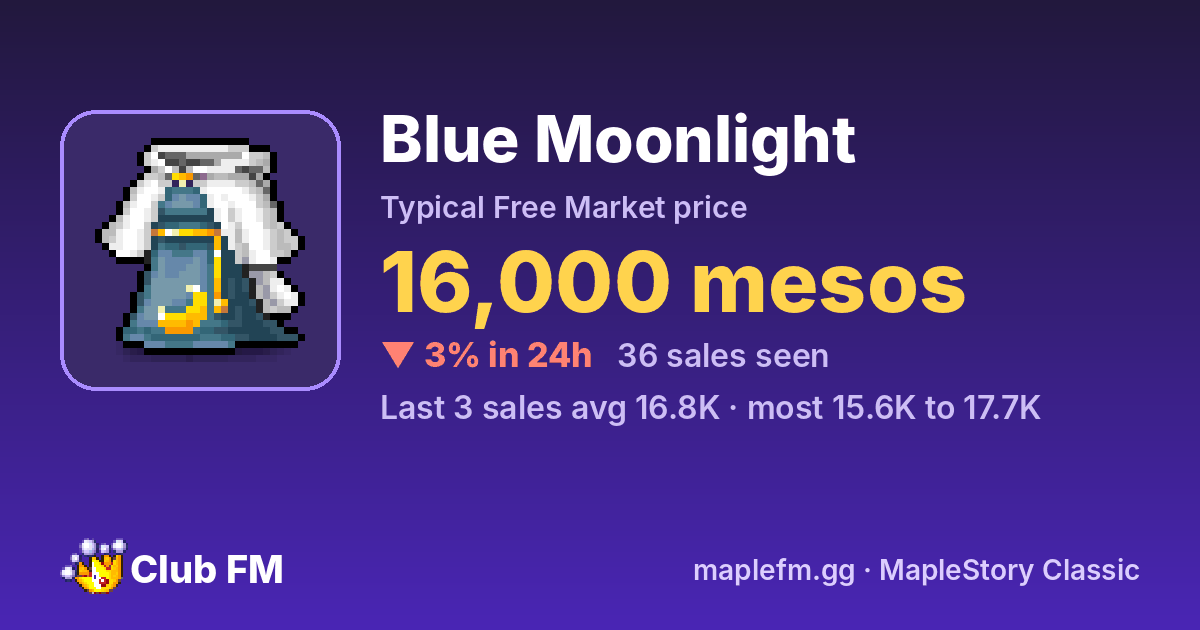 Blue Moonlight
Typical Free Market price
16,000 mesos
▼ 3% in 24h 36 sales seen
Last 3 sales avg 16.8K · most 15.6K to 17.7K
Club FM
maplefm.gg · MapleStory Classic